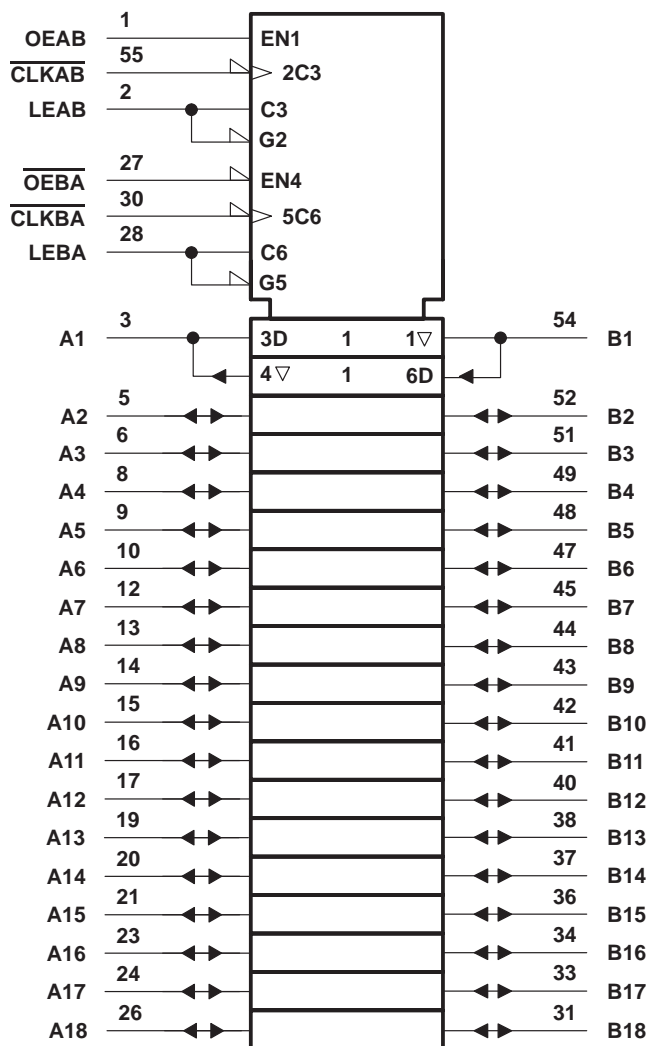 1
OEAB EN1
55
CLKAB 2C3
2
LEAB C3
G2
27
OEBA EN4
30
CLKBA 5C6
28
LEBA C6
G5
3 54
A1 3D 1 1▽ B1
4▽ 1 6D
5 52
A2 B2
6 51
A3 B3
8 49
A4 B4
9 48
A5 B5
10 47
A6 B6
12 45
A7 B7
13 44
A8 B8
14 43
A9 B9
15 42
A10 B10
16 41
A11 B11
17 40
A12 B12
19 38
A13 B13
20 37
A14 B14
21 36
A15 B15
23 34
A16 B16
24 33
A17 B17
26 31
A18 B18